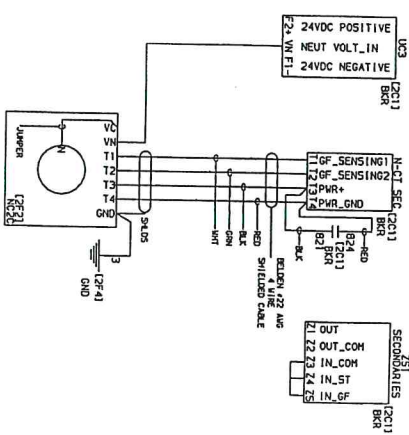 UC3
[2C1]
BKR
F2+ 24VDC POSITIVE
VN NEUT VOLT_IN
F1- 24VDC NEGATIVE
N-CT SEC
[2C1]
BKR
T1 GF_SENSING1
T2 GF_SENSING2
T3 PWR+
T4 PWR_GND
824
[2C1]
BKR
821
RED
BLK
ZSI
SECONDARIES
[2C1]
BKR
Z1 OUT
Z2 OUT_COM
Z3 IN_COM
Z4 IN_ST
Z5 IN_GF
BELDEN #22 AWG
4 WIRE
SHIELDED CABLE
RED
BLK
GRN
WHT
SHLDS
VC
VN
T1
T2
T3
T4
GND
N
JUMPER
[2F2]
NC2C
3
[2F4]
GND